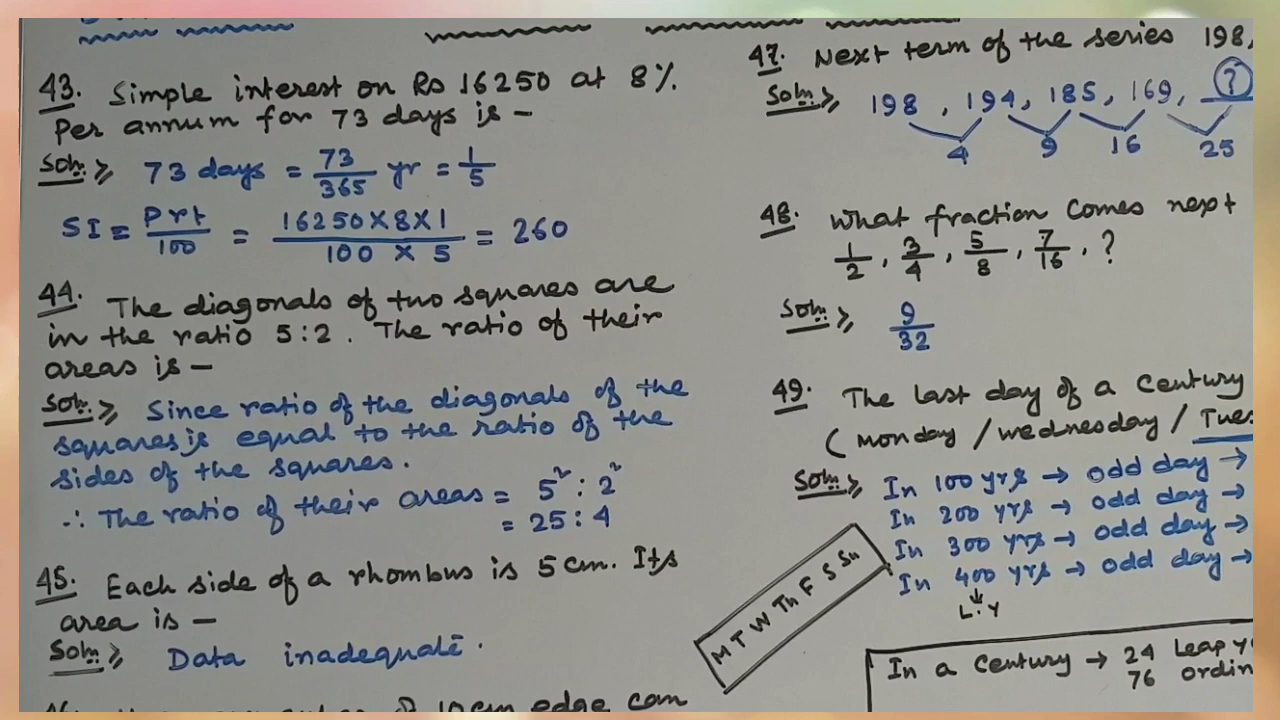 43. Simple interest on Rs 16250 at 8%
Per annum for 73 days is -
Soln. ⇒ 73 days = 73/365 yr = 1/5
SI = Prt/100 = 16250×8×1/100 × 5 = 260
44. The diagonals of two squares are
in the ratio 5:2. The ratio of their
areas is -
Soln. ⇒ Since ratio of the diagonals of the
squares is equal to the ratio of the
sides of the squares.
∴ The ratio of their areas = 5² : 2²
= 25 : 4
45. Each side of a rhombus is 5cm. Its
area is -
Soln. ⇒ Data inadequate.
10 cm edge can
47. Next term of the series 198,
Soln. ⇒ 198, 194, 185, 169, ?
4 9 16 25
48. What fraction Comes next
1/2, 3/4, 5/8, 7/16, ?
Soln. ⇒ 9/32
49. The last day of a Century
(Monday / Wednesday / Tues
Soln. ⇒ In 100 yrs → odd day →
In 200 yrs → odd day →
In 300 yrs → odd day →
In 400 yrs → odd day →
L.Y
M T W Th F S Su
In a Century → 24 Leap y
76 ordin